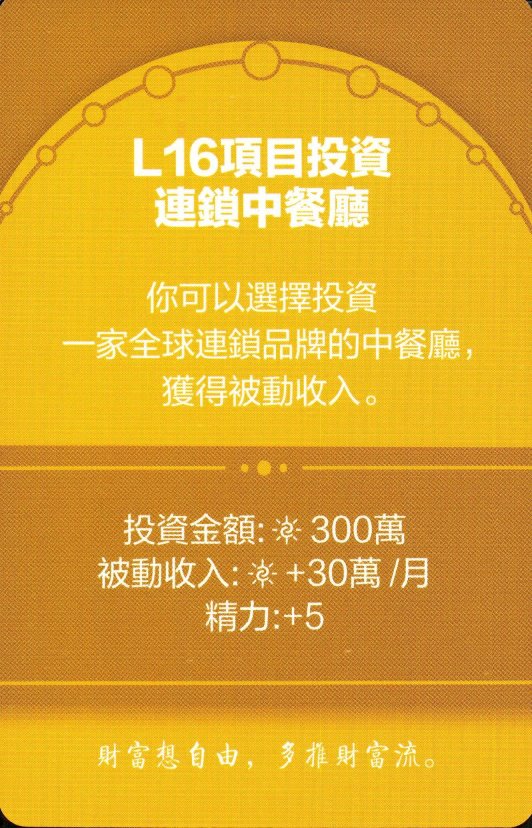 L16項目投資
連鎖中餐廳
你可以選擇投資
一家全球連鎖品牌的中餐廳，
獲得被動收入。
投資金額: 300萬
被動收入: +30萬 /月
精力:+5
財富想自由，多推財富流。